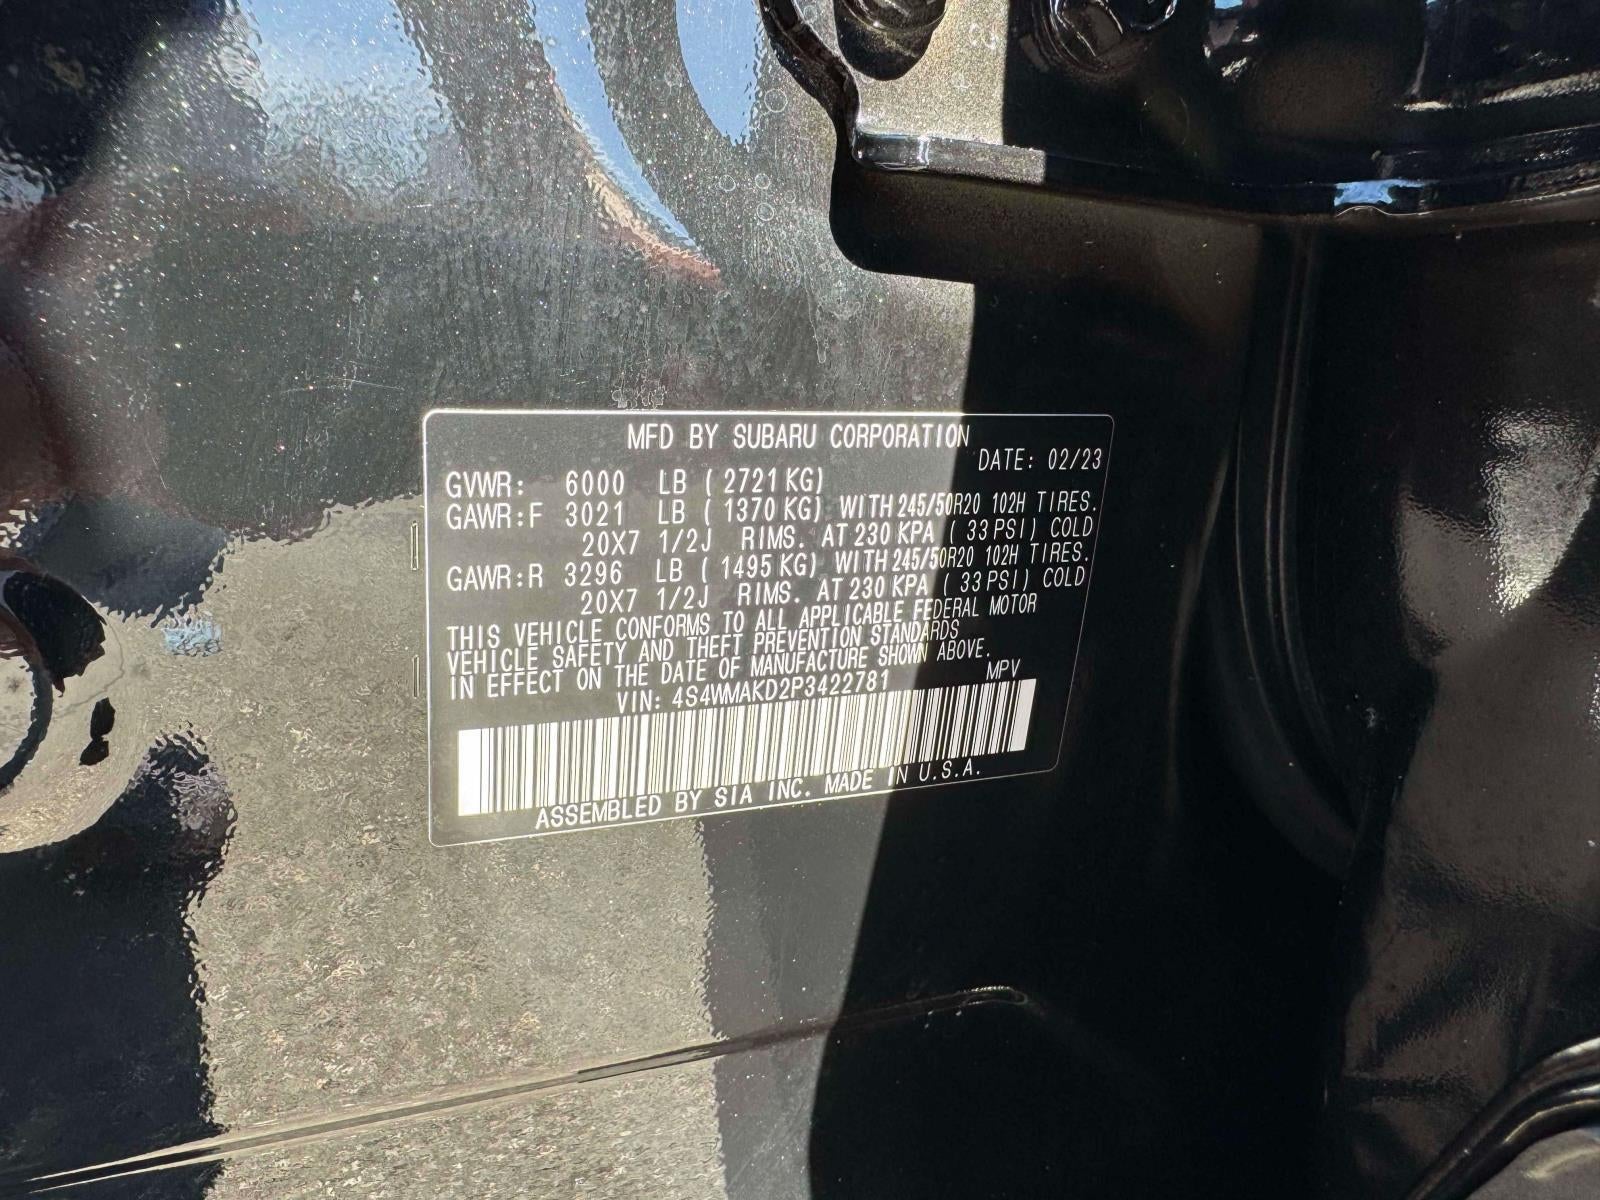 MFD BY SUBARU CORPORATION
DATE: 02/23
GVWR: 6000 LB ( 2721 KG)
GAWR:F 3021 LB ( 1370 KG) WITH 245/50R20 102H TIRES.
20X7 1/2J RIMS. AT 230 KPA ( 33 PSI) COLD
GAWR:R 3296 LB ( 1495 KG) WITH 245/50R20 102H TIRES.
20X7 1/2J RIMS. AT 230 KPA ( 33 PSI) COLD
THIS VEHICLE CONFORMS TO ALL APPLICABLE FEDERAL MOTOR
VEHICLE SAFETY AND THEFT PREVENTION STANDARDS
IN EFFECT ON THE DATE OF MANUFACTURE SHOWN ABOVE.
VIN: 4S4WMAKD2P3422781 MPV
ASSEMBLED BY SIA INC. MADE IN U.S.A.